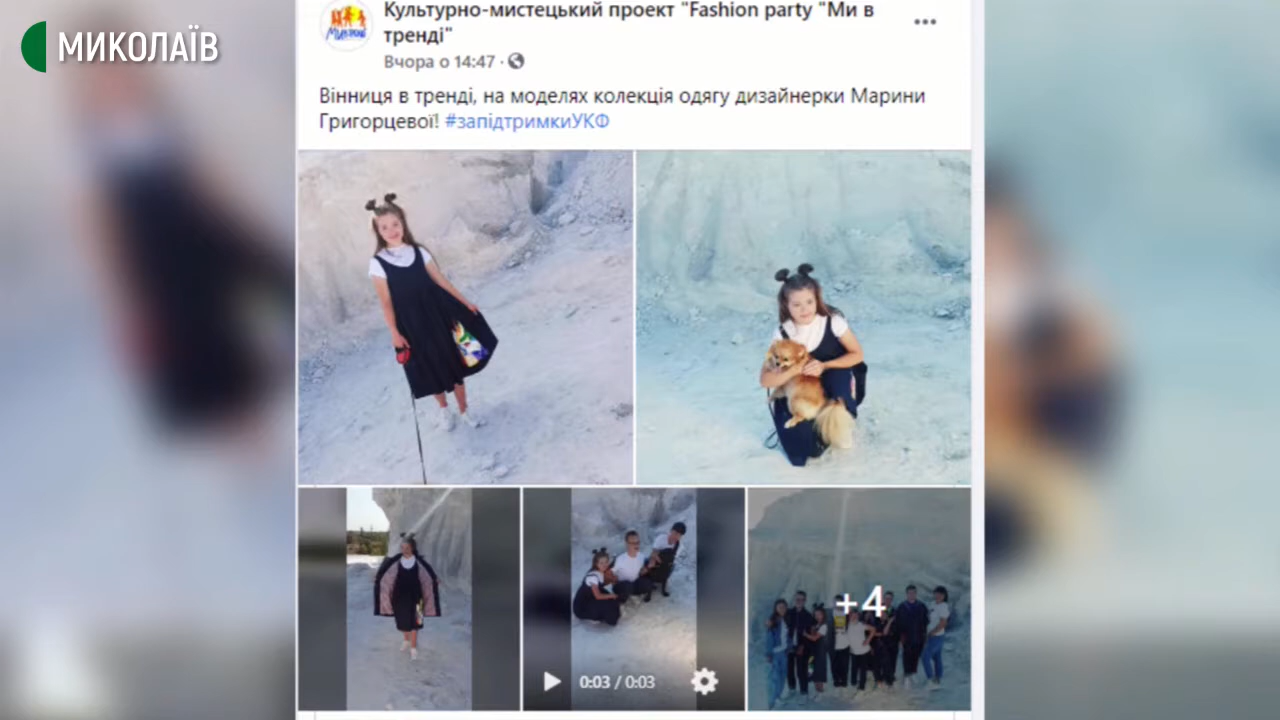 МИКОЛАЇВ
Культурно-мистецький проект "Fashion party "Ми в
тренді"
Вчора о 14:47 ·
Вінниця в тренді, на моделях колекція одягу дизайнерки Марини
Григорцевої! #запідтримкиУКФ
0:03 / 0:03
+4